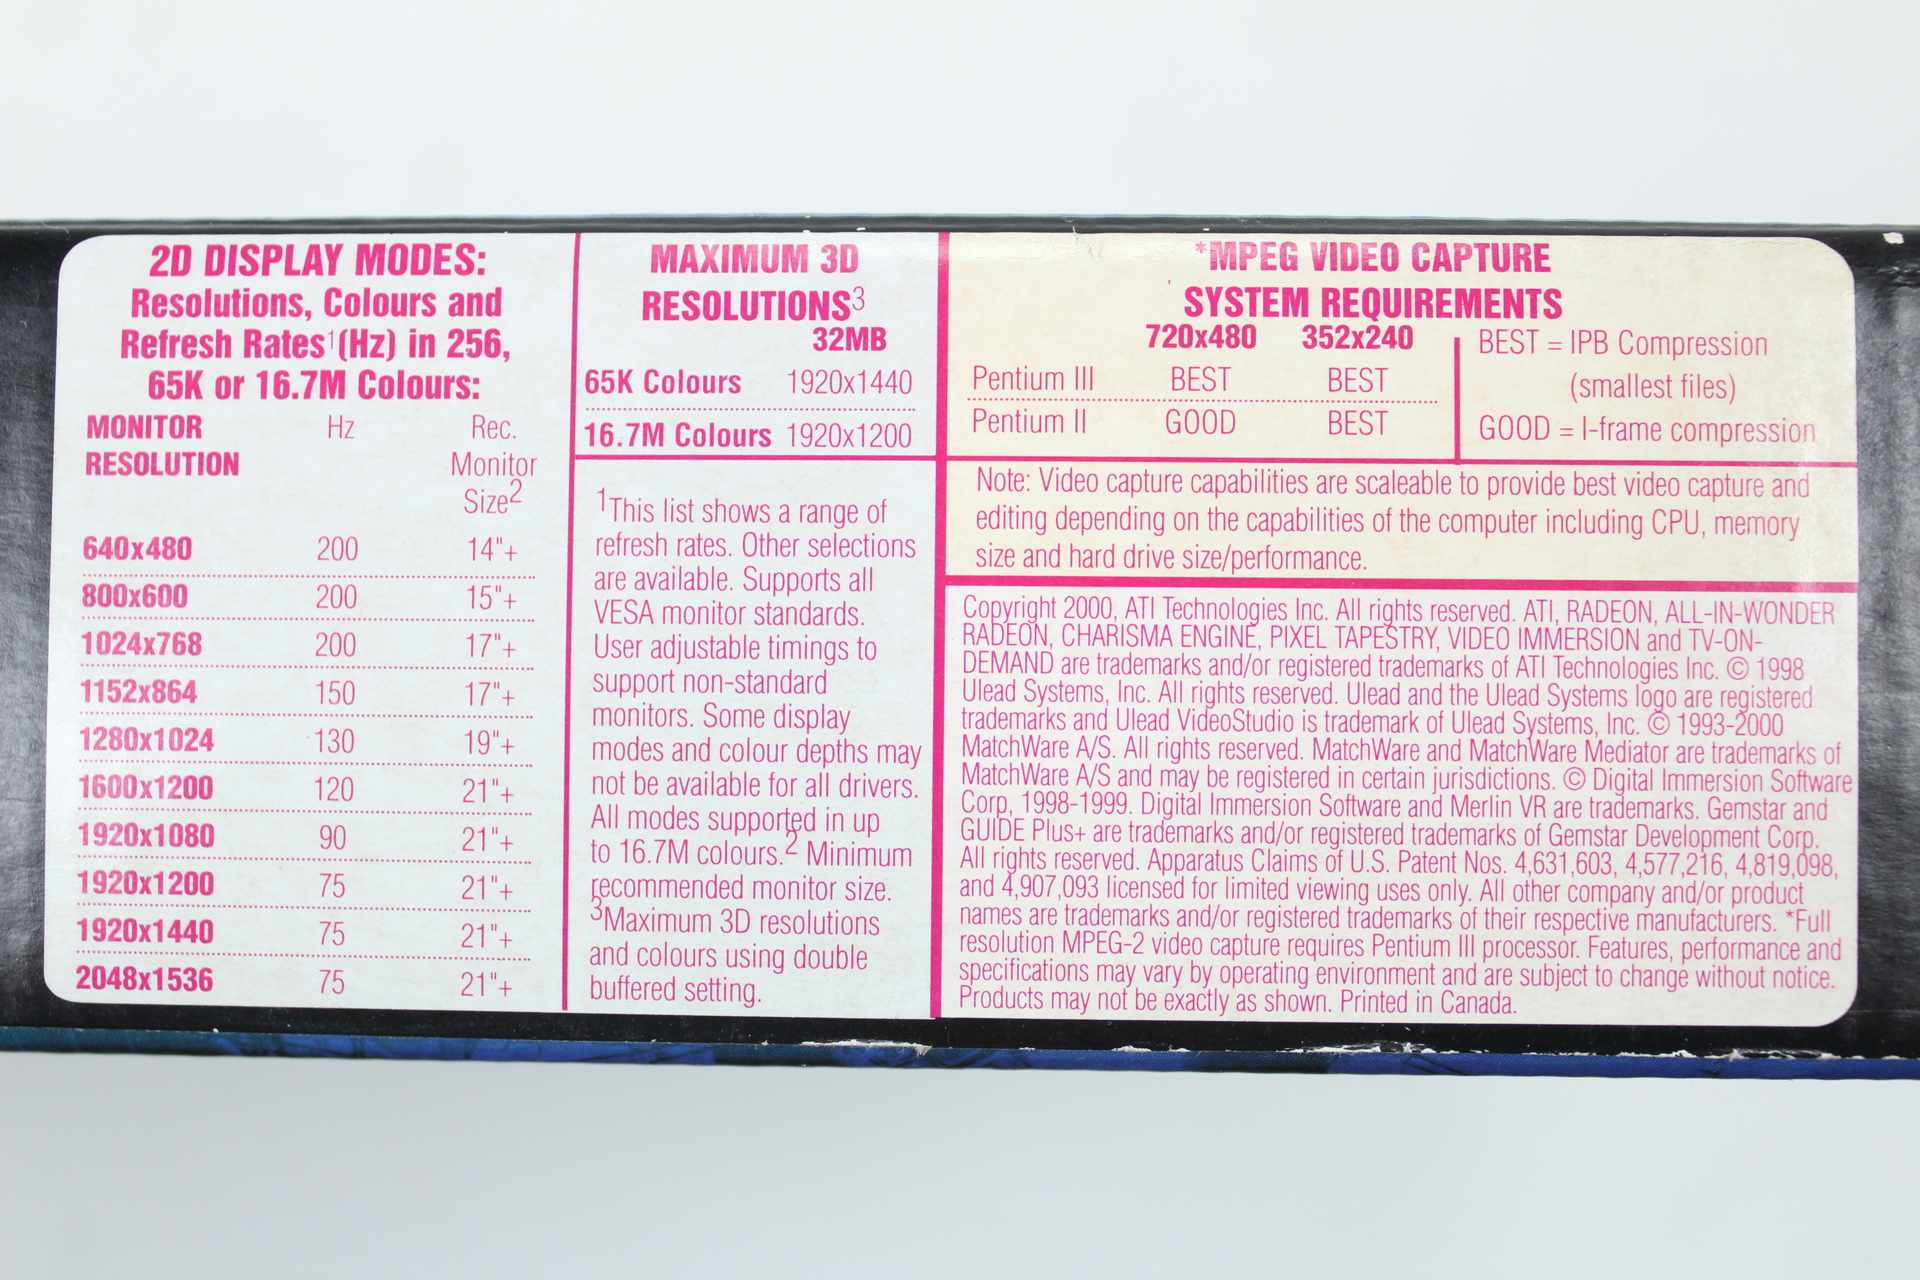 2D DISPLAY MODES:
Resolutions, Colours and
Refresh Rates¹(Hz) in 256,
65K or 16.7M Colours:
MONITOR Hz Rec.
RESOLUTION Monitor
Size²
640x480 200 14"+
800x600 200 15"+
1024x768 200 17"+
1152x864 150 17"+
1280x1024 130 19"+
1600x1200 120 21"+
1920x1080 90 21"+
1920x1200 75 21"+
1920x1440 75 21"+
2048x1536 75 21"+
MAXIMUM 3D
RESOLUTIONS³
32MB
65K Colours 1920x1440
16.7M Colours 1920x1200
¹This list shows a range of
refresh rates. Other selections
are available. Supports all
VESA monitor standards.
User adjustable timings to
support non-standard
monitors. Some display
modes and colour depths may
not be available for all drivers.
All modes supported in up
to 16.7M colours.² Minimum
recommended monitor size.
³Maximum 3D resolutions
and colours using double
buffered setting.
*MPEG VIDEO CAPTURE
SYSTEM REQUIREMENTS
720x480 352x240
Pentium III BEST BEST
Pentium II GOOD BEST
BEST = IPB Compression
(smallest files)
GOOD = I-frame compression
Note: Video capture capabilities are scaleable to provide best video capture and
editing depending on the capabilities of the computer including CPU, memory
size and hard drive size/performance.
Copyright 2000, ATI Technologies Inc. All rights reserved. ATI, RADEON, ALL-IN-WONDER
RADEON, CHARISMA ENGINE, PIXEL TAPESTRY, VIDEO IMMERSION and TV-ON-
DEMAND are trademarks and/or registered trademarks of ATI Technologies Inc. © 1998
Ulead Systems, Inc. All rights reserved. Ulead and the Ulead Systems logo are registered
trademarks and Ulead VideoStudio is trademark of Ulead Systems, Inc. © 1993-2000
MatchWare A/S. All rights reserved. MatchWare and MatchWare Mediator are trademarks of
MatchWare A/S and may be registered in certain jurisdictions. © Digital Immersion Software
Corp, 1998-1999. Digital Immersion Software and Merlin VR are trademarks. Gemstar and
GUIDE Plus+ are trademarks and/or registered trademarks of Gemstar Development Corp.
All rights reserved. Apparatus Claims of U.S. Patent Nos. 4,631,603, 4,577,216, 4,819,098,
and 4,907,093 licensed for limited viewing uses only. All other company and/or product
names are trademarks and/or registered trademarks of their respective manufacturers. *Full
resolution MPEG-2 video capture requires Pentium III processor. Features, performance and
specifications may vary by operating environment and are subject to change without notice.
Products may not be exactly as shown. Printed in Canada.